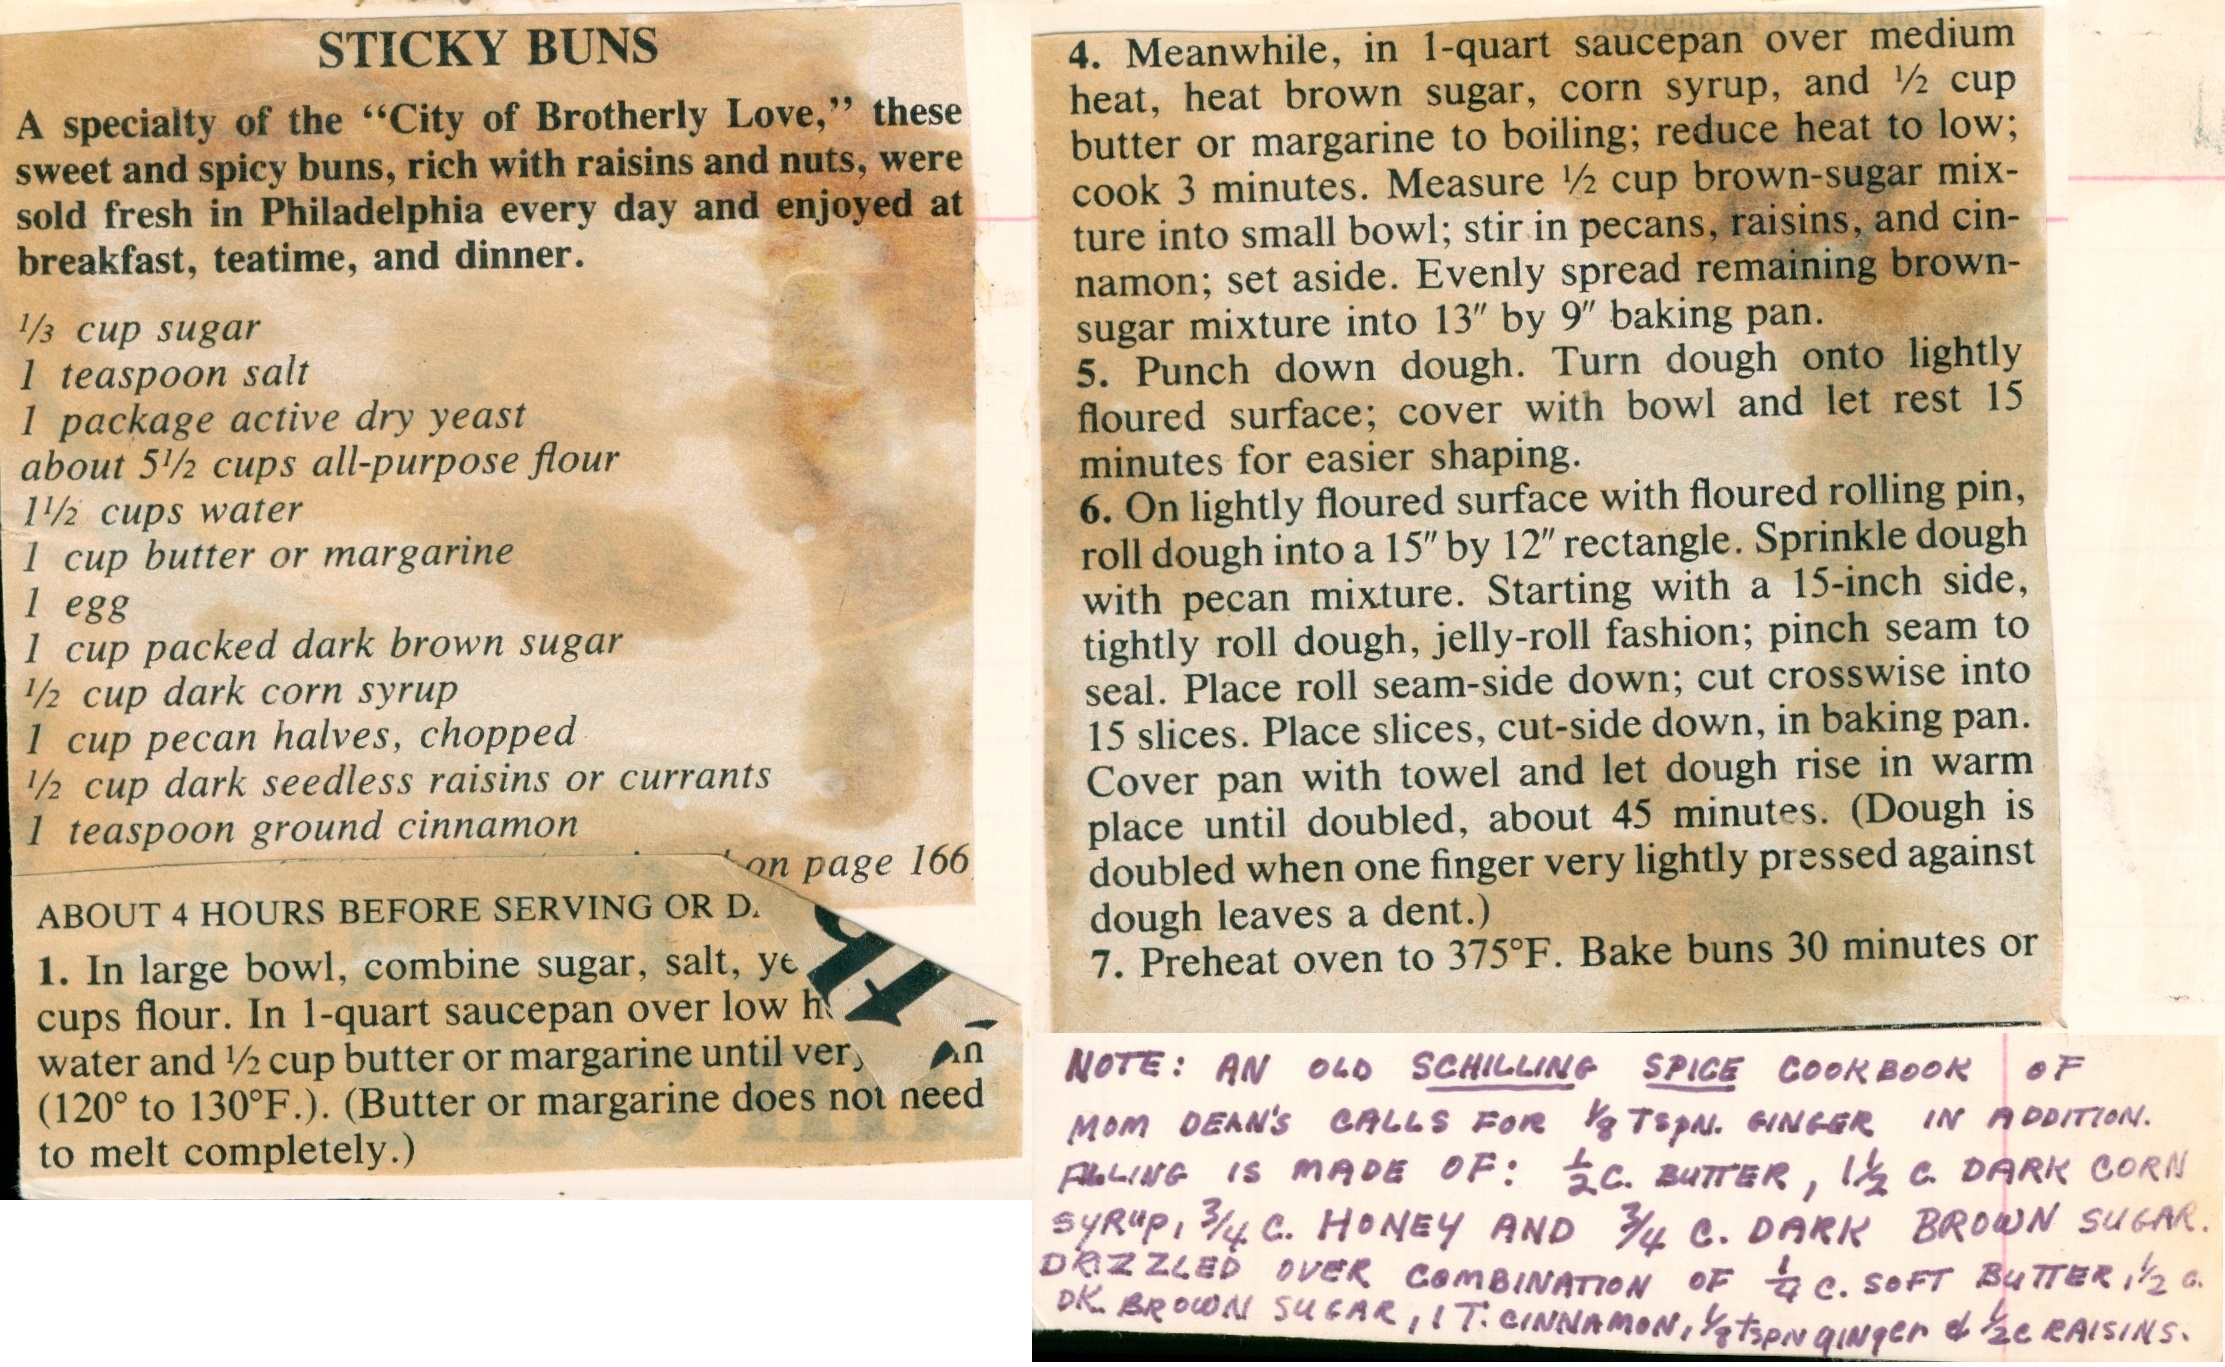 STICKY BUNS
A specialty of the “City of Brotherly Love,” these
sweet and spicy buns, rich with raisins and nuts, were
sold fresh in Philadelphia every day and enjoyed at
breakfast, teatime, and dinner.
1/3 cup sugar
1 teaspoon salt
1 package active dry yeast
about 5 1/2 cups all-purpose flour
1 1/2 cups water
1 cup butter or margarine
1 egg
1 cup packed dark brown sugar
1/2 cup dark corn syrup
1 cup pecan halves, chopped
1/2 cup dark seedless raisins or currants
1 teaspoon ground cinnamon
on page 166
ABOUT 4 HOURS BEFORE SERVING OR
1. In large bowl, combine sugar, salt,
cups flour. In 1-quart saucepan over low
water and 1/2 cup butter or margarine until
(120° to 130°F.). (Butter or margarine does not need
to melt completely.)
4. Meanwhile, in 1-quart saucepan over medium
heat, heat brown sugar, corn syrup, and 1/2 cup
butter or margarine to boiling; reduce heat to low;
cook 3 minutes. Measure 1/2 cup brown-sugar mix-
ture into small bowl; stir in pecans, raisins, and cin-
namon; set aside. Evenly spread remaining brown-
sugar mixture into 13" by 9" baking pan.
5. Punch down dough. Turn dough onto lightly
floured surface; cover with bowl and let rest 15
minutes for easier shaping.
6. On lightly floured surface with floured rolling pin,
roll dough into a 15" by 12" rectangle. Sprinkle dough
with pecan mixture. Starting with a 15-inch side,
tightly roll dough, jelly-roll fashion; pinch seam to
seal. Place roll seam-side down; cut crosswise into
15 slices. Place slices, cut-side down, in baking pan.
Cover pan with towel and let dough rise in warm
place until doubled, about 45 minutes. (Dough is
doubled when one finger very lightly pressed against
dough leaves a dent.)
7. Preheat oven to 375°F. Bake buns 30 minutes or
NOTE: AN OLD SCHILLING SPICE COOKBOOK OF
MOM DEAN'S CALLS FOR 1/8 TSPN. GINGER IN ADDITION.
FILLING IS MADE OF: 1/2 C. BUTTER, 1 1/2 C. DARK CORN
SYRUP, 3/4 C. HONEY AND 3/4 C. DARK BROWN SUGAR.
DRIZZLED OVER COMBINATION OF 1/4 C. SOFT BUTTER, 1/2 C.
DK. BROWN SUGAR, 1 T. CINNAMON, 1/8 tspn ginger & 1/2 c RAISINS.